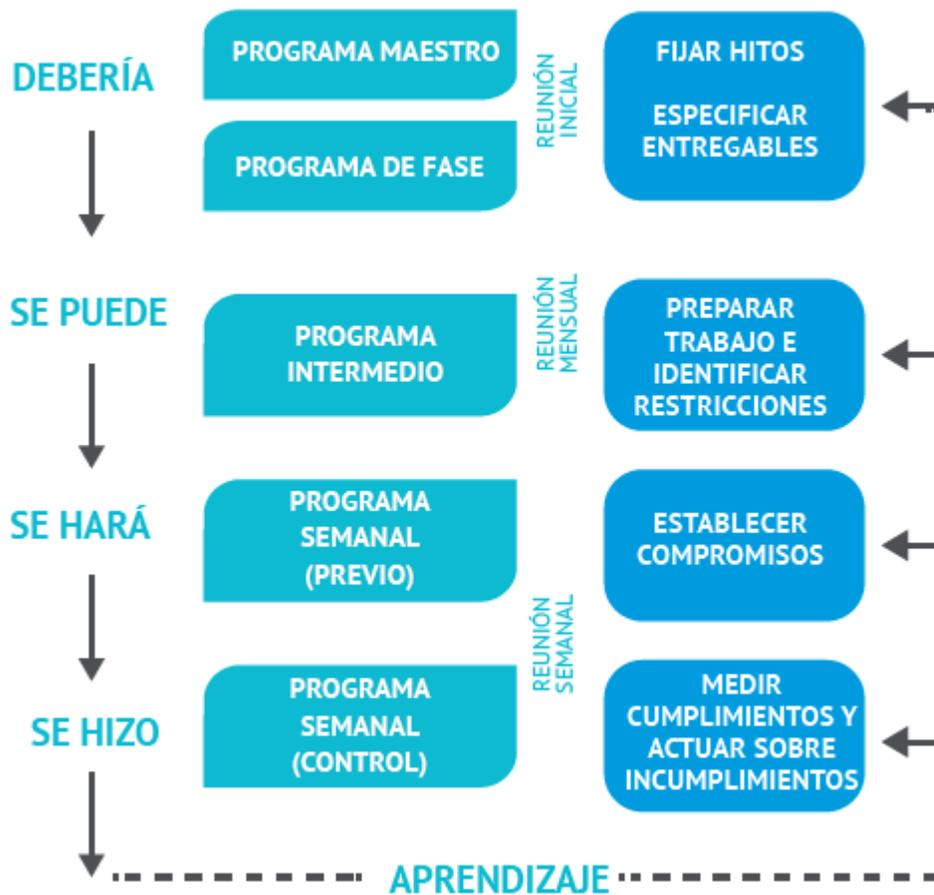 DEBERÍA
PROGRAMA MAESTRO
PROGRAMA DE FASE
REUNIÓN
INICIAL
FIJAR HITOS
ESPECIFICAR
ENTREGABLES
SE PUEDE
PROGRAMA
INTERMEDIO
REUNIÓN
MENSUAL
PREPARAR
TRABAJO E
IDENTIFICAR
RESTRICCIONES
SE HARÁ
PROGRAMA
SEMANAL
(PREVIO)
ESTABLECER
COMPROMISOS
REUNIÓN
SEMANAL
SE HIZO
PROGRAMA
SEMANAL
(CONTROL)
MEDIR
CUMPLIMIENTOS Y
ACTUAR SOBRE
INCUMPLIMIENTOS
APRENDIZAJE